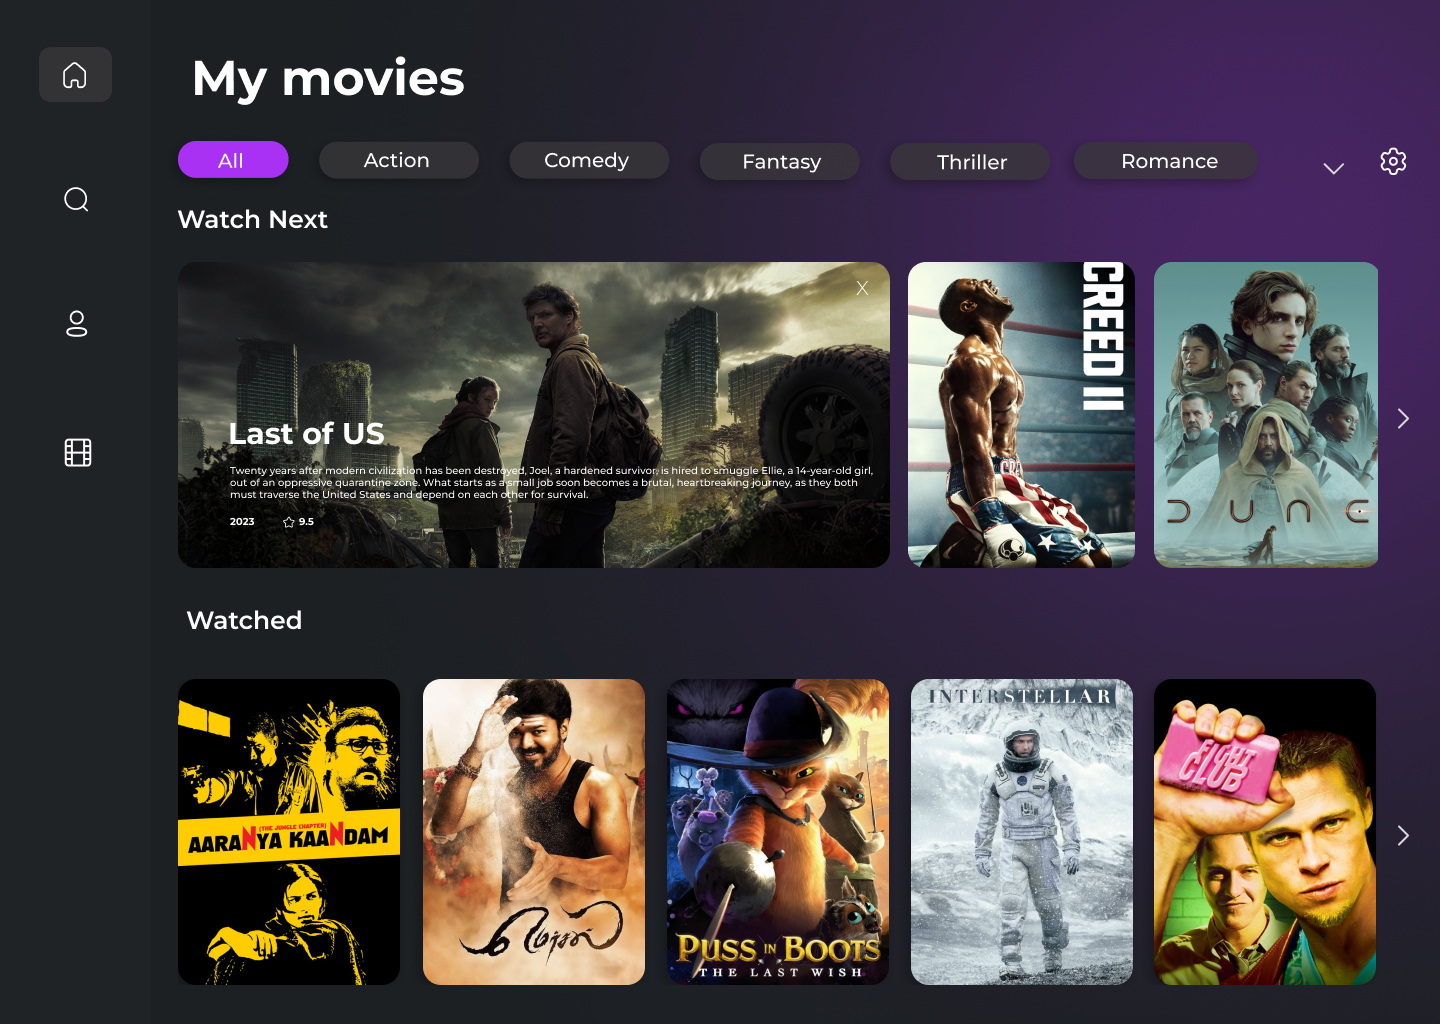 My movies
All
Action
Comedy
Fantasy
Thriller
Romance
Watch Next
X
Last of US
Twenty years after modern civilization has been destroyed, Joel, a hardened survivor, is hired to smuggle Ellie, a 14-year-old girl,
out of an oppressive quarantine zone. What starts as a small job soon becomes a brutal, heartbreaking journey, as they both
must traverse the United States and depend on each other for survival.
2023
9.5
CREED II
DUNE
Watched
(THE JUNGLE CHAPTER)
AARANYA KAANDAM
மெர்சல்
PUSS IN BOOTS
THE LAST WISH
INTERSTELLAR
FIGHT
CLUB